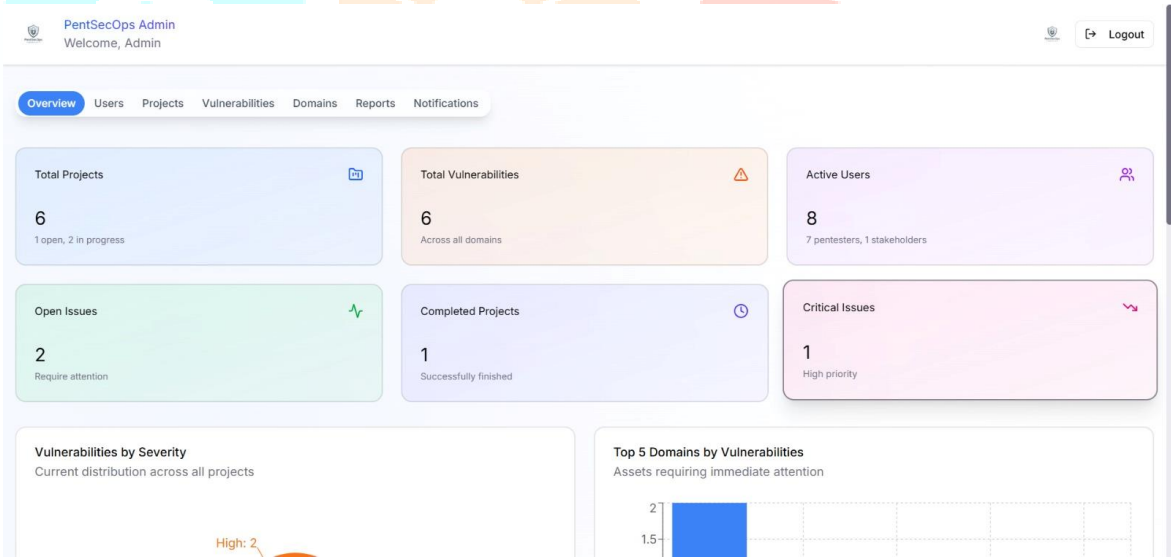 PentSecOps Admin
Welcome, Admin
Logout
Overview Users Projects Vulnerabilities Domains Reports Notifications
Total Projects
6
1 open, 2 in progress
Total Vulnerabilities
6
Across all domains
Active Users
8
7 pentesters, 1 stakeholders
Open Issues
2
Require attention
Completed Projects
1
Successfully finished
Critical Issues
1
High priority
Vulnerabilities by Severity
Current distribution across all projects
High: 2
Top 5 Domains by Vulnerabilities
Assets requiring immediate attention
2
1.5